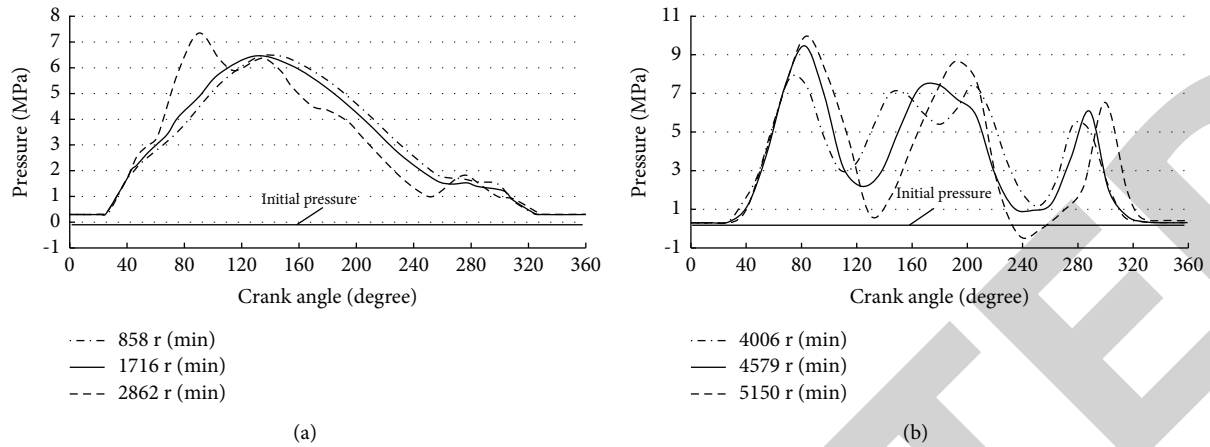 8
7
6
5
4
3
2
1
0
-1
Pressure (MPa)
Initial pressure
0 40 80 120 160 200 240 280 320 360
Crank angle (degree)
858 r (min)
1716 r (min)
2862 r (min)
(a)
11
9
7
5
3
1
-1
Pressure (MPa)
Initial pressure
0 40 80 120 160 200 240 280 320 360
Crank angle (degree)
4006 r (min)
4579 r (min)
5150 r (min)
(b)